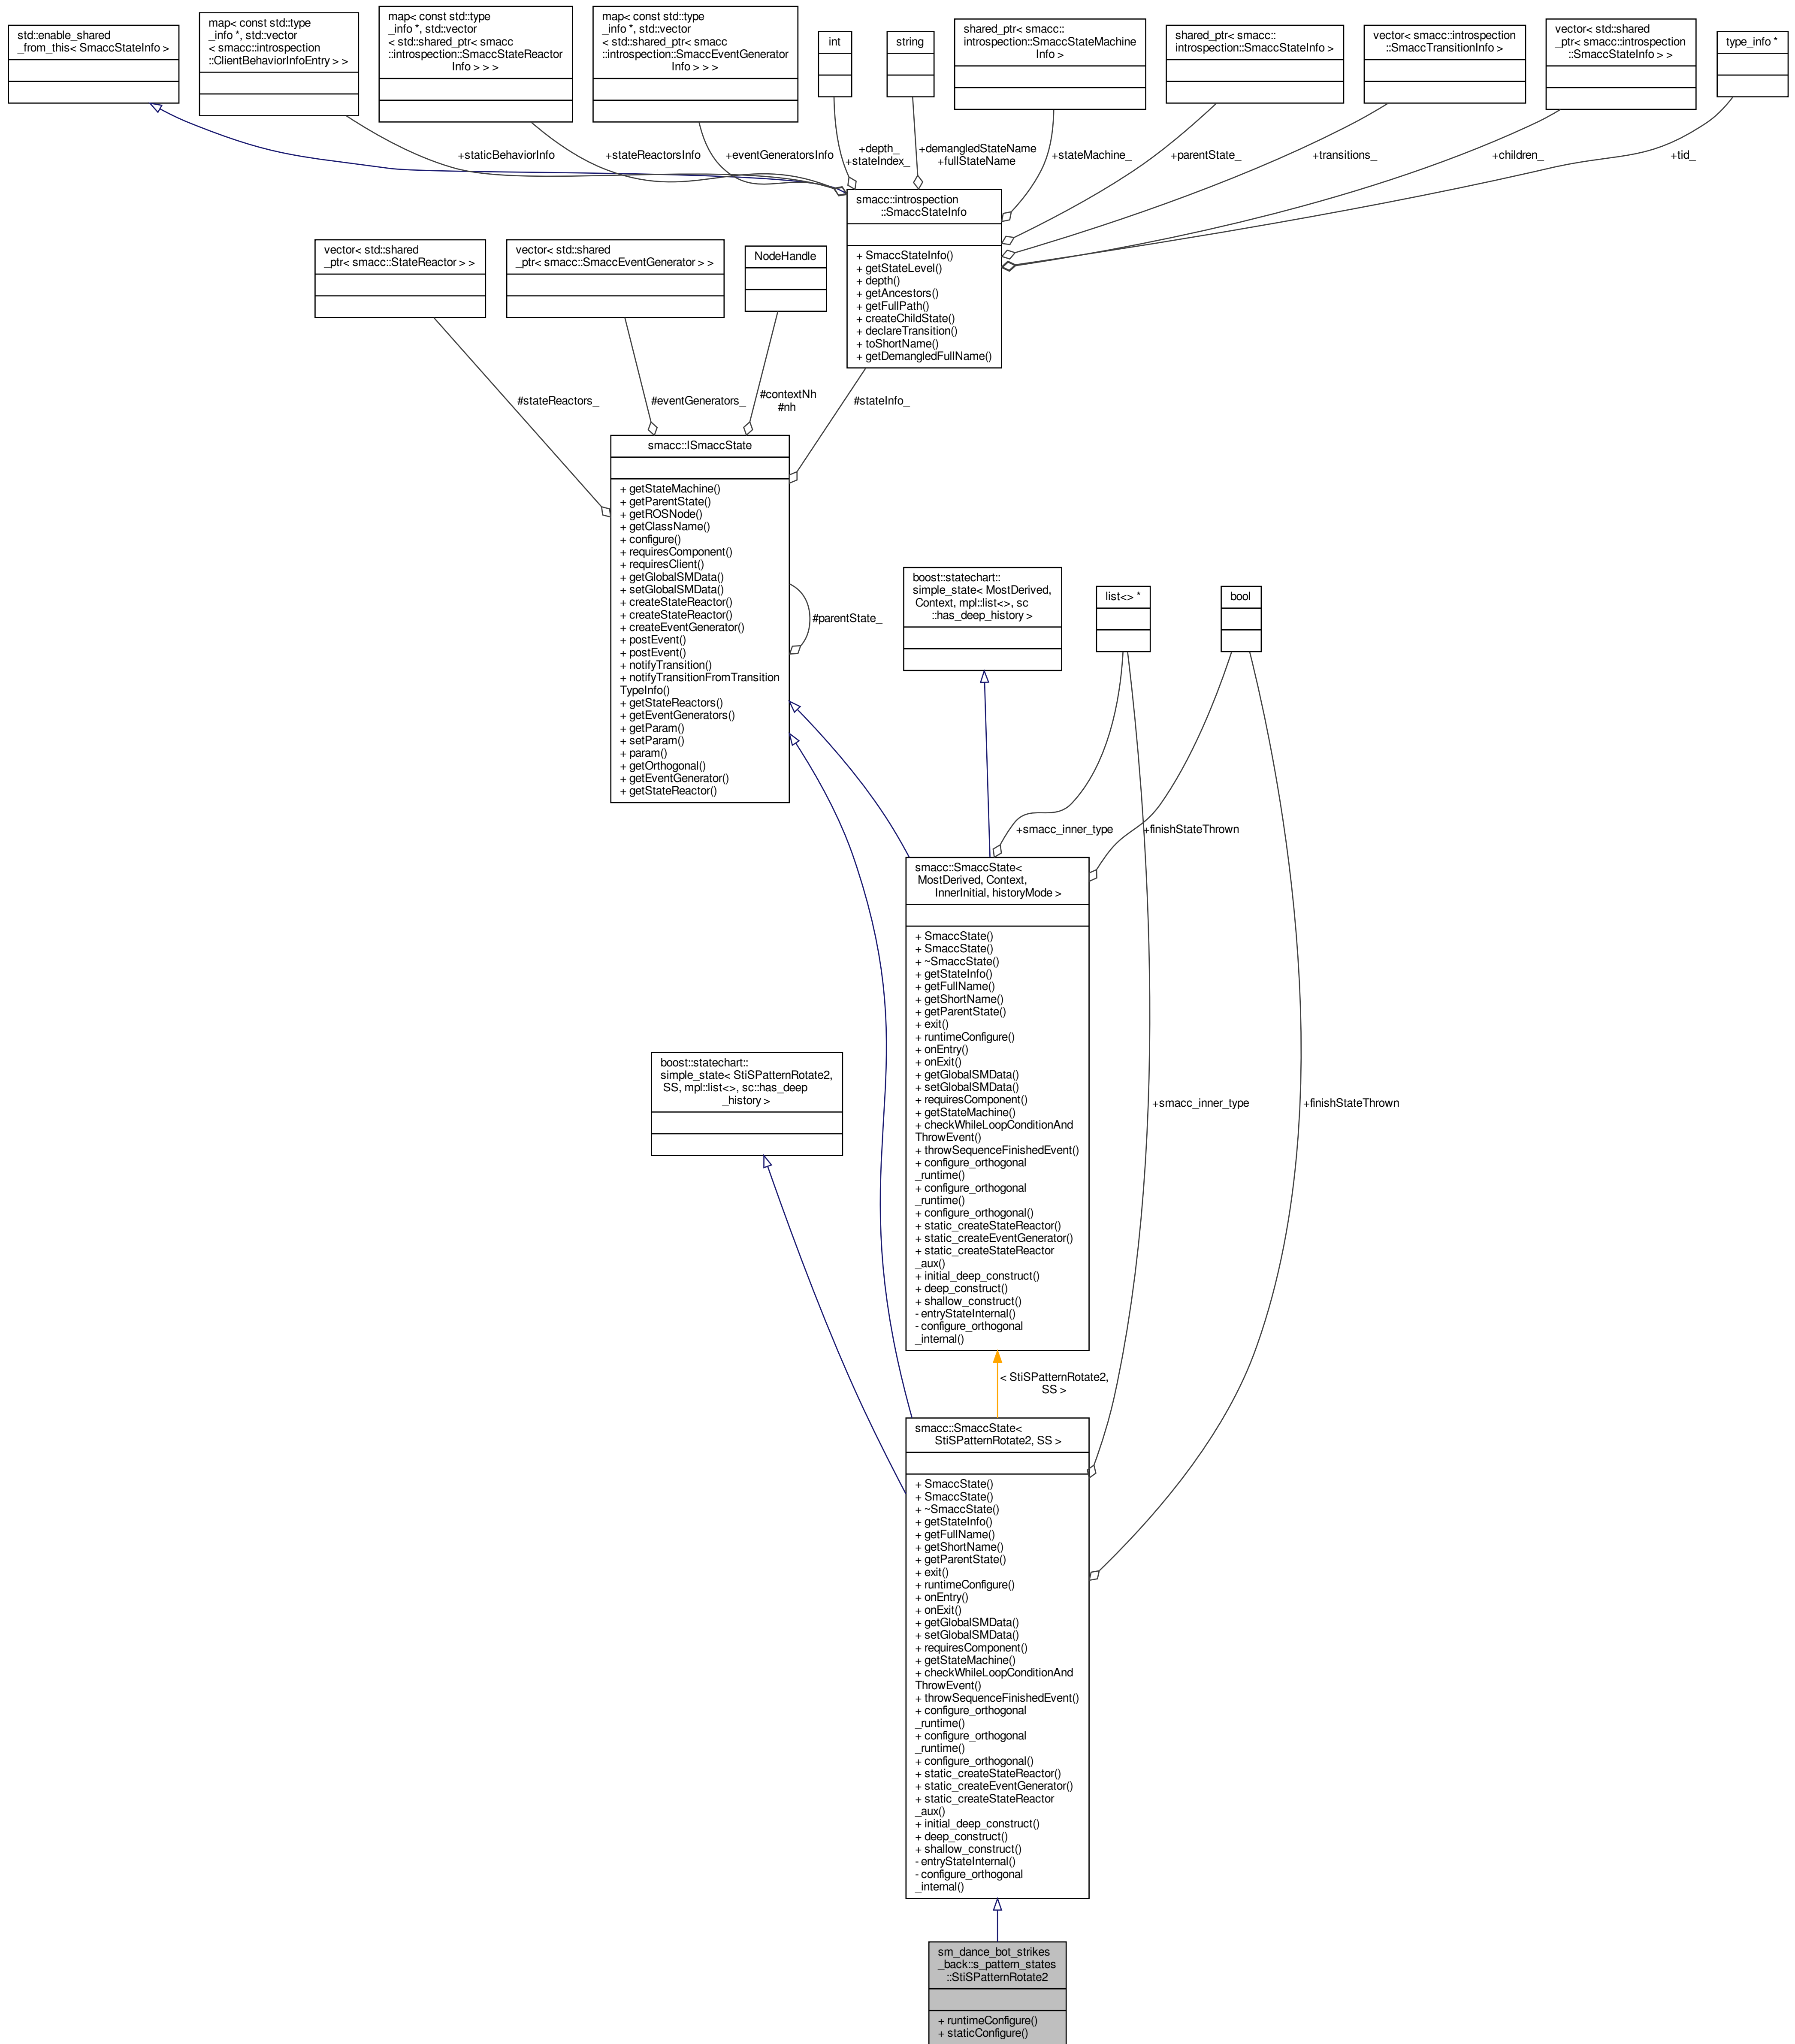 std::enable_shared
_from_this< SmaccStateInfo >
map< const std::type
_info *, std::vector
< smacc::introspection
::ClientBehaviorInfoEntry > >
map< const std::type
_info *, std::vector
< std::shared_ptr< smacc
::introspection::SmaccStateReactor
Info > > >
map< const std::type
_info *, std::vector
< std::shared_ptr< smacc
::introspection::SmaccEventGenerator
Info > > >
int
string
shared_ptr< smacc::
introspection::SmaccStateMachine
Info >
shared_ptr< smacc::
introspection::SmaccStateInfo >
vector< smacc::introspection
::SmaccTransitionInfo >
vector< std::shared
_ptr< smacc::introspection
::SmaccStateInfo > >
type_info *
+staticBehaviorInfo
+stateReactorsInfo
+eventGeneratorsInfo
+depth_
+stateIndex_
+demangledStateName
+fullStateName
+stateMachine_
+parentState_
+transitions_
+children_
+tid_
smacc::introspection
::SmaccStateInfo
+ SmaccStateInfo()
+ getStateLevel()
+ depth()
+ getAncestors()
+ getFullPath()
+ createChildState()
+ declareTransition()
+ toShortName()
+ getDemangledFullName()
vector< std::shared
_ptr< smacc::StateReactor > >
vector< std::shared
_ptr< smacc::SmaccEventGenerator > >
NodeHandle
#stateReactors_
#eventGenerators_
#contextNh
#nh
#stateInfo_
smacc::ISmaccState
+ getStateMachine()
+ getParentState()
+ getROSNode()
+ getClassName()
+ configure()
+ requiresComponent()
+ requiresClient()
+ getGlobalSMData()
+ setGlobalSMData()
+ createStateReactor()
+ createStateReactor()
+ createEventGenerator()
+ postEvent()
+ postEvent()
+ notifyTransition()
+ notifyTransitionFromTransition
TypeInfo()
+ getStateReactors()
+ getEventGenerators()
+ getParam()
+ setParam()
+ param()
+ getOrthogonal()
+ getEventGenerator()
+ getStateReactor()
#parentState_
boost::statechart::
simple_state< MostDerived,
Context, mpl::list<>, sc
::has_deep_history >
list<> *
bool
+smacc_inner_type
+finishStateThrown
smacc::SmaccState<
MostDerived, Context,
InnerInitial, historyMode >
+ SmaccState()
+ SmaccState()
+ ~SmaccState()
+ getStateInfo()
+ getFullName()
+ getShortName()
+ getParentState()
+ exit()
+ runtimeConfigure()
+ onEntry()
+ onExit()
+ getGlobalSMData()
+ setGlobalSMData()
+ requiresComponent()
+ getStateMachine()
+ checkWhileLoopConditionAnd
ThrowEvent()
+ throwSequenceFinishedEvent()
+ configure_orthogonal
_runtime()
+ configure_orthogonal
_runtime()
+ configure_orthogonal()
+ static_createStateReactor()
+ static_createEventGenerator()
+ static_createStateReactor
_aux()
+ initial_deep_construct()
+ deep_construct()
+ shallow_construct()
- entryStateInternal()
- configure_orthogonal
_internal()
boost::statechart::
simple_state< StiSPatternRotate2,
SS, mpl::list<>, sc::has_deep
_history >
+smacc_inner_type
+finishStateThrown
< StiSPatternRotate2,
SS >
smacc::SmaccState<
StiSPatternRotate2, SS >
+ SmaccState()
+ SmaccState()
+ ~SmaccState()
+ getStateInfo()
+ getFullName()
+ getShortName()
+ getParentState()
+ exit()
+ runtimeConfigure()
+ onEntry()
+ onExit()
+ getGlobalSMData()
+ setGlobalSMData()
+ requiresComponent()
+ getStateMachine()
+ checkWhileLoopConditionAnd
ThrowEvent()
+ throwSequenceFinishedEvent()
+ configure_orthogonal
_runtime()
+ configure_orthogonal
_runtime()
+ configure_orthogonal()
+ static_createStateReactor()
+ static_createEventGenerator()
+ static_createStateReactor
_aux()
+ initial_deep_construct()
+ deep_construct()
+ shallow_construct()
- entryStateInternal()
- configure_orthogonal
_internal()
sm_dance_bot_strikes
_back::s_pattern_states
::StiSPatternRotate2
+ runtimeConfigure()
+ staticConfigure()